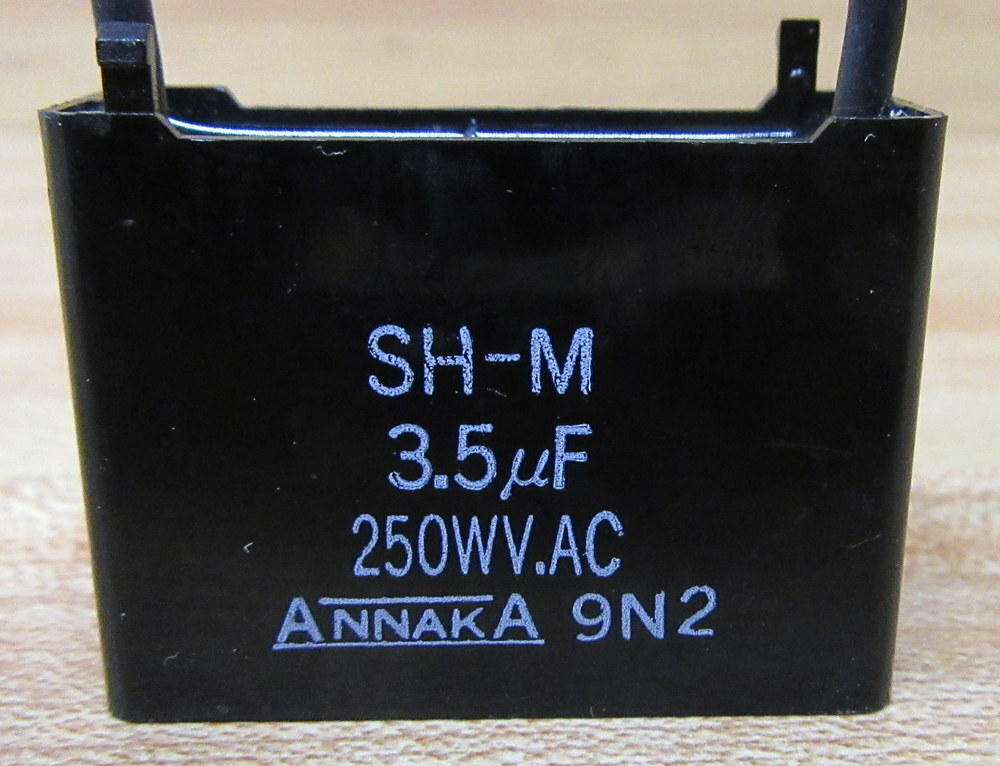 SH-M
3.5μF
250WV.AC
ANNAKA 9N2